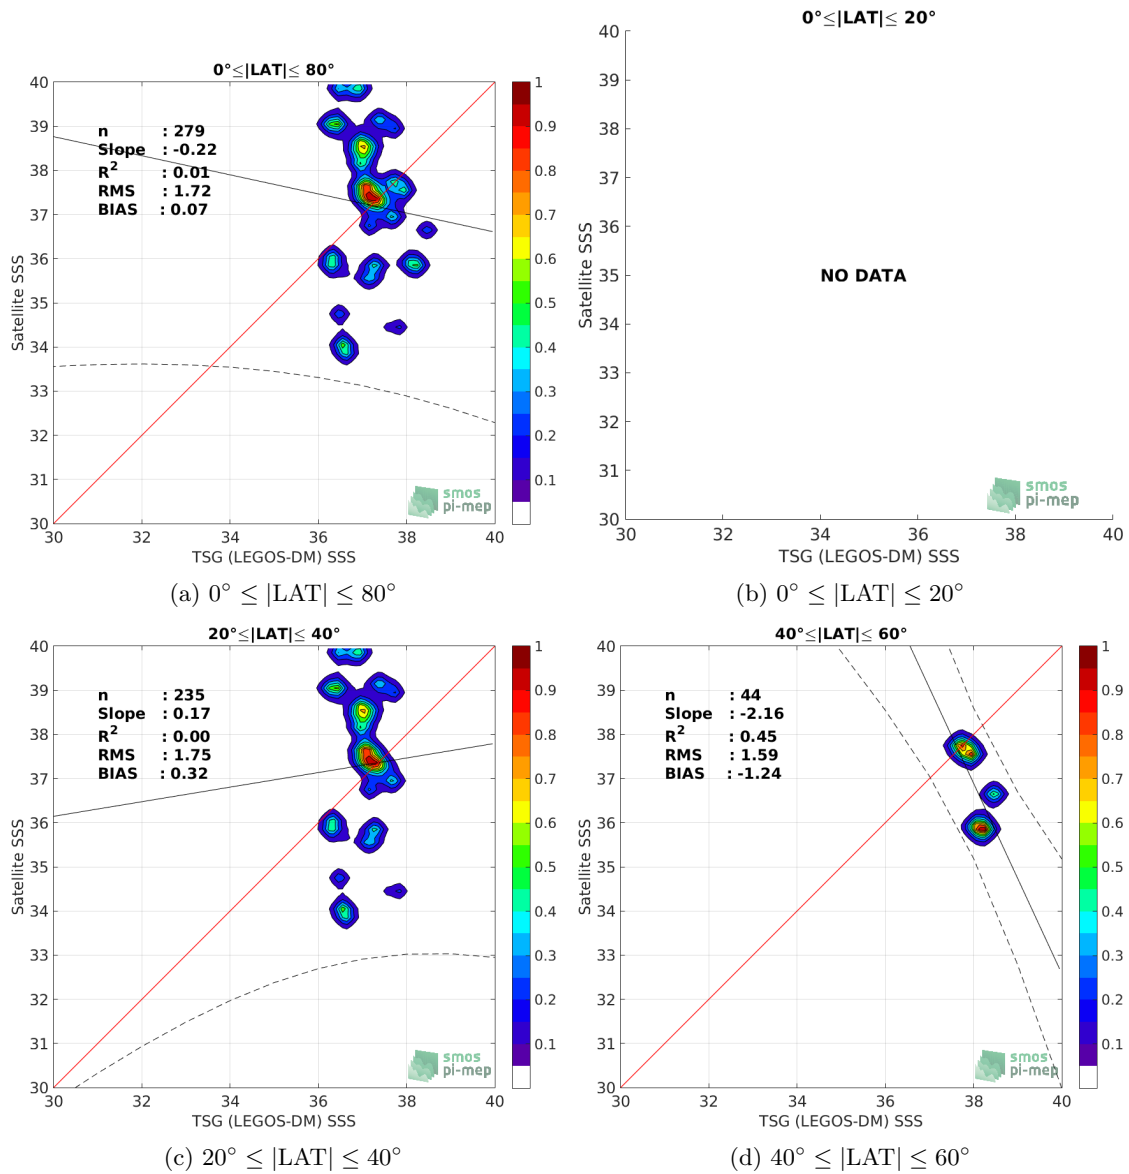 0°≤|LAT|≤ 80°
40
39
38
37
36
35
34
33
32
31
30
30 32 34 36 38 40
Satellite SSS
TSG (LEGOS-DM) SSS
n : 279
Slope : -0.22
R² : 0.01
RMS : 1.72
BIAS : 0.07
1
0.9
0.8
0.7
0.6
0.5
0.4
0.3
0.2
0.1
smos
pi-mep
(a) 0° ≤ |LAT| ≤ 80°
0°≤|LAT|≤ 20°
40
39
38
37
36
35
34
33
32
31
30
30 32 34 36 38 40
Satellite SSS
TSG (LEGOS-DM) SSS
NO DATA
smos
pi-mep
(b) 0° ≤ |LAT| ≤ 20°
20°≤|LAT|≤ 40°
40
39
38
37
36
35
34
33
32
31
30
30 32 34 36 38 40
Satellite SSS
TSG (LEGOS-DM) SSS
n : 235
Slope : 0.17
R² : 0.00
RMS : 1.75
BIAS : 0.32
1
0.9
0.8
0.7
0.6
0.5
0.4
0.3
0.2
0.1
smos
pi-mep
(c) 20° ≤ |LAT| ≤ 40°
40°≤|LAT|≤ 60°
40
39
38
37
36
35
34
33
32
31
30
30 32 34 36 38 40
Satellite SSS
TSG (LEGOS-DM) SSS
n : 44
Slope : -2.16
R² : 0.45
RMS : 1.59
BIAS : -1.24
1
0.9
0.8
0.7
0.6
0.5
0.4
0.3
0.2
0.1
smos
pi-mep
(d) 40° ≤ |LAT| ≤ 60°